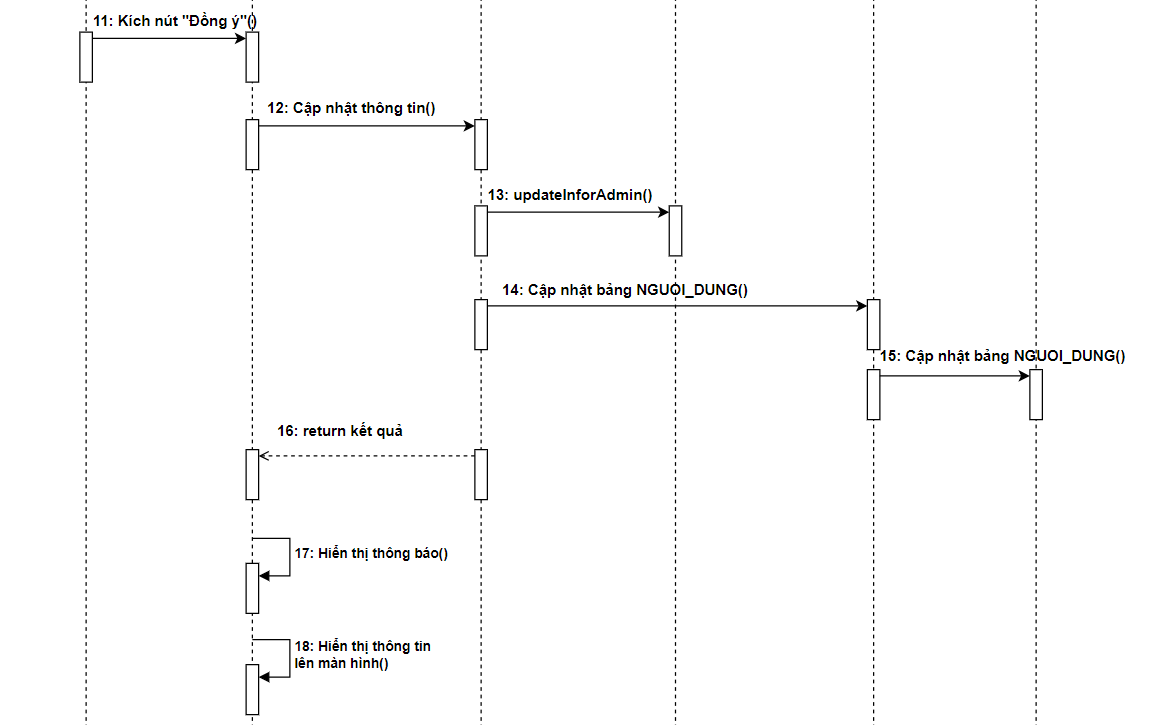 11: Kích nút "Đồng ý"()
12: Cập nhật thông tin()
13: updateInforAdmin()
14: Cập nhật bảng NGUOI_DUNG()
15: Cập nhật bảng NGUOI_DUNG()
16: return kết quả
17: Hiển thị thông báo()
18: Hiển thị thông tin
lên màn hình()